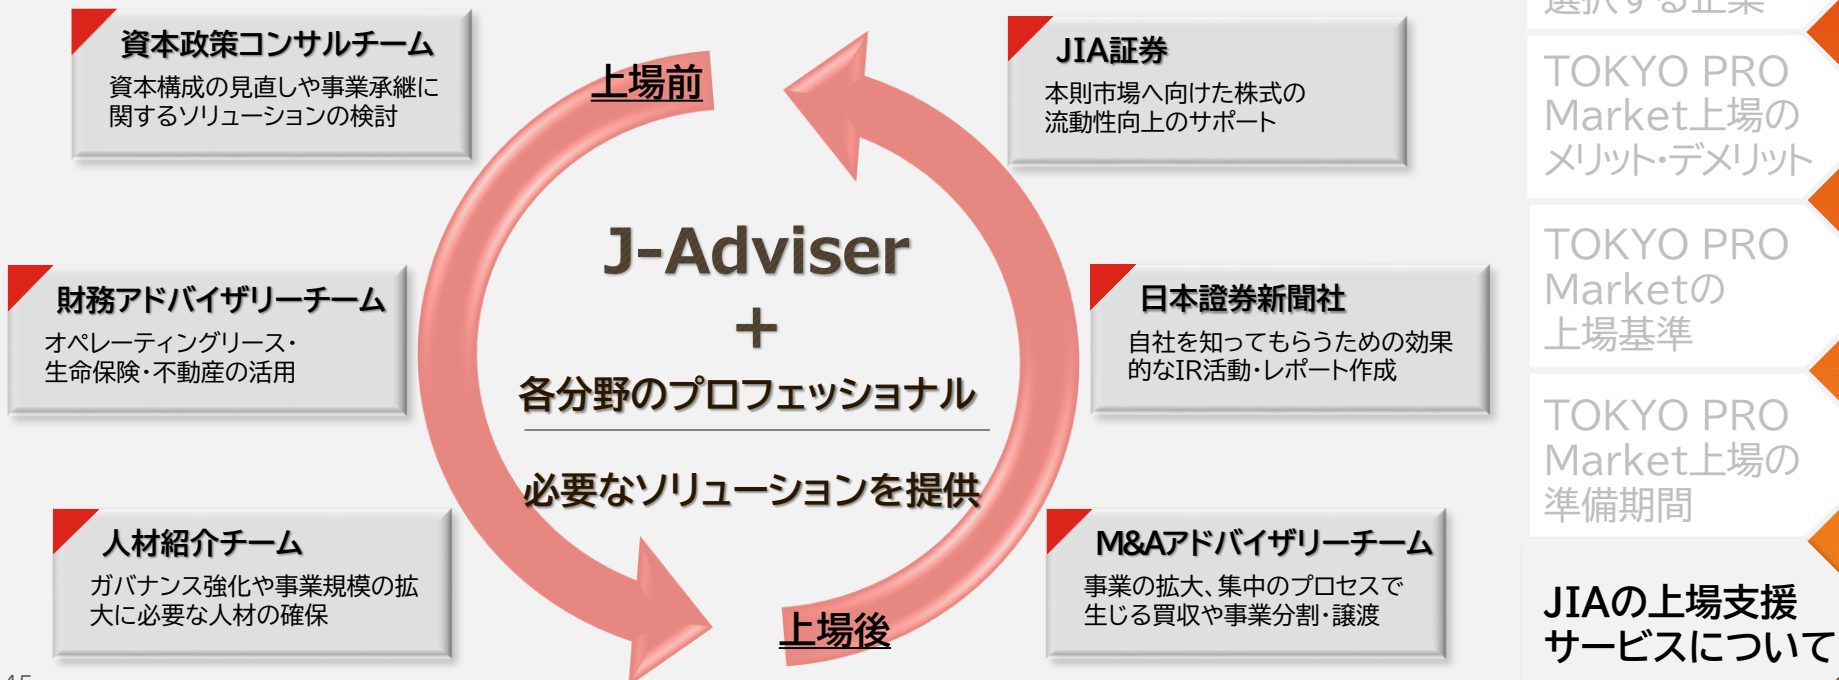 資本政策コンサルチーム
資本構成の見直しや事業承継に
関するソリューションの検討
財務アドバイザリーチーム
オペレーティングリース・
生命保険・不動産の活用
人材紹介チーム
ガバナンス強化や事業規模の拡
大に必要な人材の確保
上場前
J-Adviser
+
各分野のプロフェッショナル
必要なソリューションを提供
上場後
JIA証券
本則市場へ向けた株式の
流動性向上のサポート
日本證券新聞社
自社を知ってもらうための効果
的なIR活動・レポート作成
M&Aアドバイザリーチーム
事業の拡大、集中のプロセスで
生じる買収や事業分割・譲渡
選択する企業
TOKYO PRO
Market上場の
メリット・デメリット
TOKYO PRO
Marketの
上場基準
TOKYO PRO
Market上場の
準備期間
JIAの上場支援
サービスについて